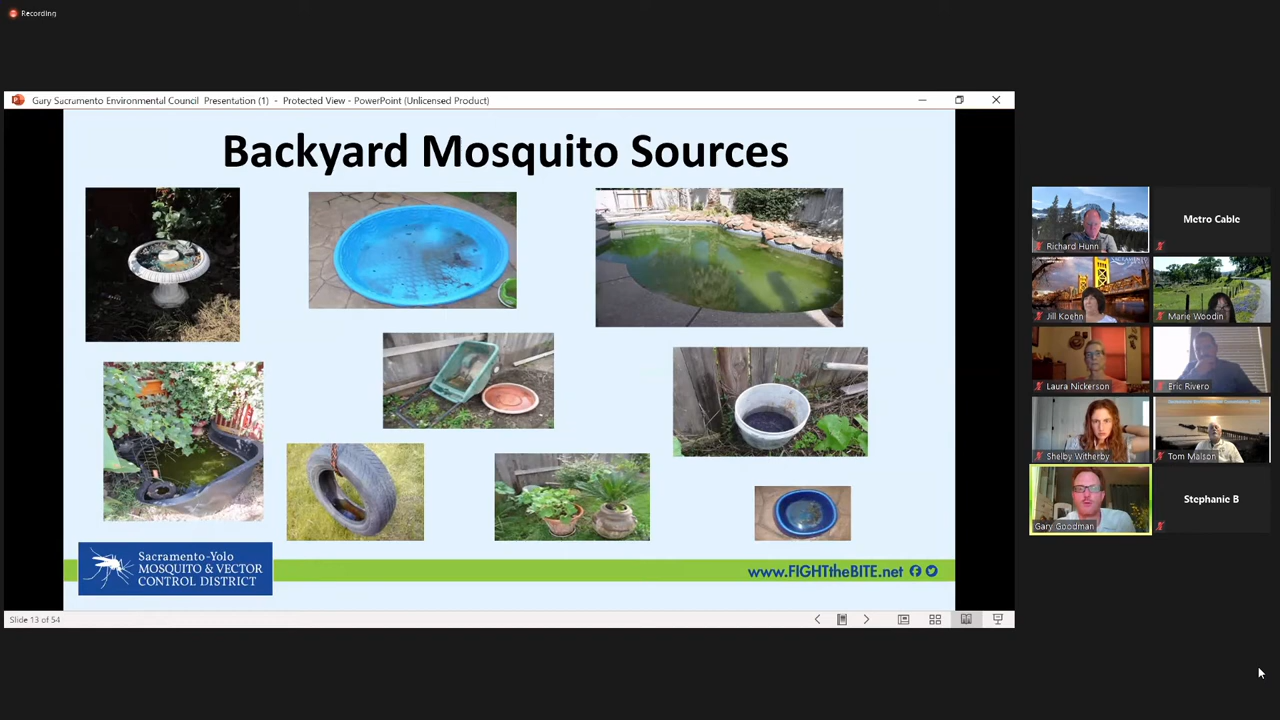 Recording
Gary Sacramento Environmental Council Presentation (1) - Protected View - PowerPoint (Unlicensed Product)
Backyard Mosquito Sources
Sacramento-Yolo
MOSQUITO & VECTOR
CONTROL DISTRICT
www.FIGHTtheBITE.net
Slide 13 of 54
Richard Hunn
Metro Cable
Jill Koehn
Marie Woodin
Laura Nickerson
Eric Rivero
Shelby Witherby
Tom Malson
Gary Goodman
Stephanie B